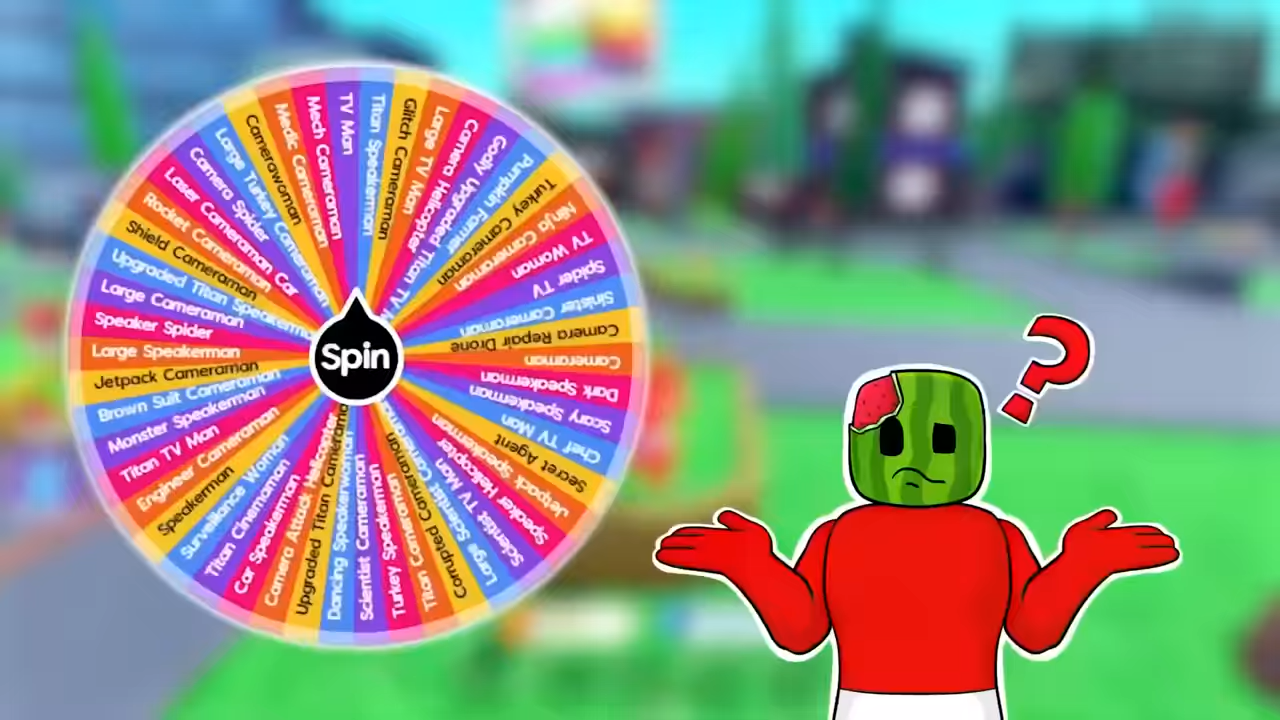 Titan Speakerman
Glitch Cameraman
Large TV Man
Camera Helicopter
Godly Upgraded Titan TV
Pumpkin Farmer
Turkey Cameraman
Ninja Cameraman
TV Woman
Spider TV
Sinister Cameraman
Camera Repair Drone
Cameraman
Dark Speakerman
Scary Speakerman
Chef TV Man
Secret Agent
Jetpack Speakerman
Speaker Helicopter
Scientist TV Man
Large Scientist
Corrupted Cameraman
Titan Cameraman
Turkey Speakerman
Scientist Cameraman
Dancing Speakerwoman
Upgraded Titan Cameraman
Camera Attack Helicopter
Car Speakerman
Titan Cinemaman
Surveillance Woman
Speakerman
Engineer Cameraman
Titan TV Man
Monster Speakerman
Brown Suit Cameraman
Jetpack Cameraman
Large Speakerman
Speaker Spider
Large Cameraman
Upgraded Titan Speakerman
Shield Cameraman
Rocket Cameraman
Laser Cameraman Car
Camera Spider
Large Turkey Cameraman
Camerawoman
Medic Cameraman
Mech Cameraman
TV Man
Spin
?